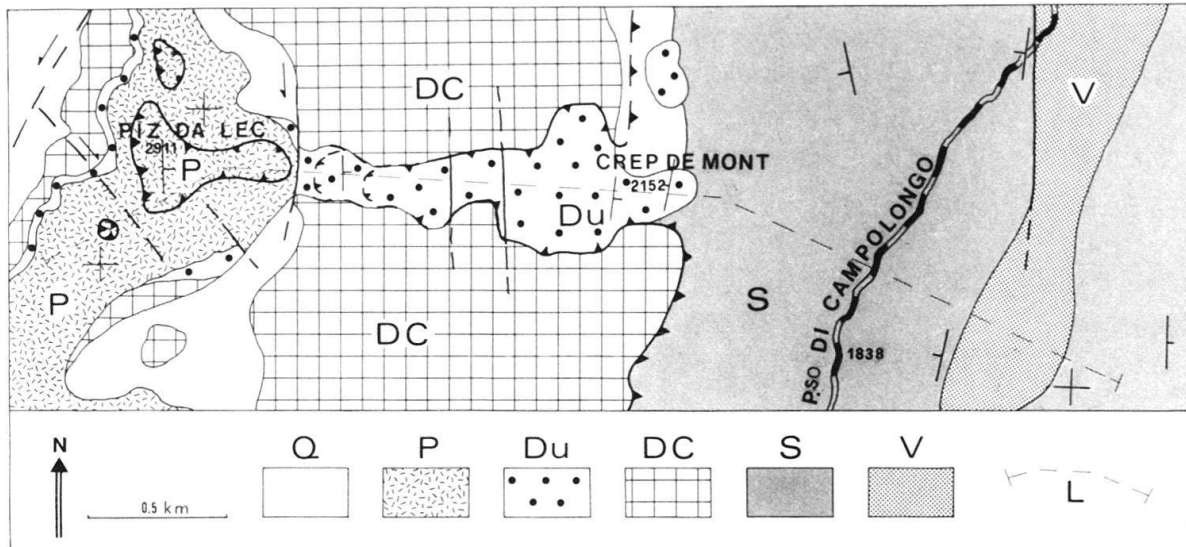 DC
V
PIZ DA LEC
2911
P
CREP DE MONT
2152
Du
P
S
DC
P.SO DI CAMPOLONGO
1838
N
0.5 km
Q P Du DC S V
L